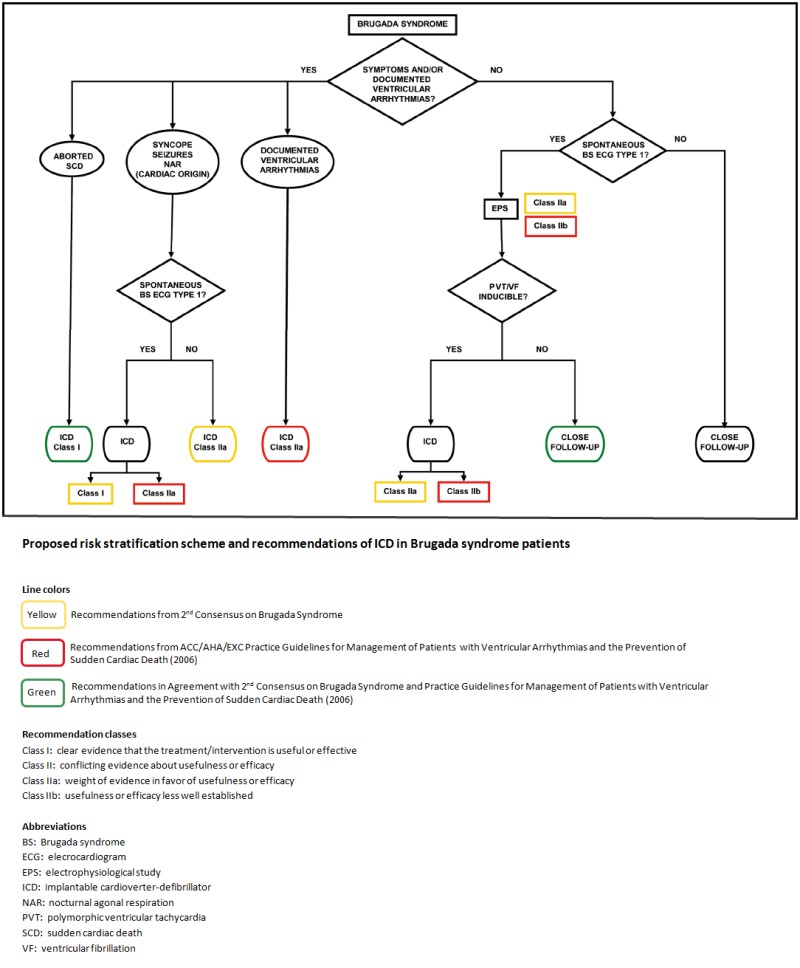 BRUGADA SYNDROME
YES
SYMPTOMS AND/OR
DOCUMENTED
VENTRICULAR
ARRHYTHMIAS?
NO
ABORTED
SCD
SYNCOPE
SEIZURES
NAR
(CARDIAC ORIGIN)
DOCUMENTED
VENTRICULAR
ARRHYTHMIAS
YES
SPONTANEOUS
BS ECG TYPE 1?
NO
EPS
Class IIa
Class IIb
SPONTANEOUS
BS ECG TYPE 1?
PVT/VF
INDUCIBLE?
YES
NO
YES
NO
ICD
Class I
ICD
ICD
Class IIa
ICD
Class IIa
ICD
CLOSE
FOLLOW-UP
CLOSE
FOLLOW-UP
Class I
Class IIa
Class IIa
Class IIb
Proposed risk stratification scheme and recommendations of ICD in Brugada syndrome patients
Line colors
Yellow
Recommendations from 2nd Consensus on Brugada Syndrome
Red
Recommendations from ACC/AHA/EXC Practice Guidelines for Management of Patients with Ventricular Arrhythmias and the Prevention of
Sudden Cardiac Death (2006)
Green
Recommendations in Agreement with 2nd Consensus on Brugada Syndrome and Practice Guidelines for Management of Patients with Ventricular
Arrhythmias and the Prevention of Sudden Cardiac Death (2006)
Recommendation classes
Class I: clear evidence that the treatment/intervention is useful or effective
Class II: conflicting evidence about usefulness or efficacy
Class IIa: weight of evidence in favor of usefulness or efficacy
Class IIb: usefulness or efficacy less well established
Abbreviations
BS: Brugada syndrome
ECG: elecrocardiogram
EPS: electrophysiological study
ICD: implantable cardioverter-defibrillator
NAR: nocturnal agonal respiration
PVT: polymorphic ventricular tachycardia
SCD: sudden cardiac death
VF: ventricular fibrillation